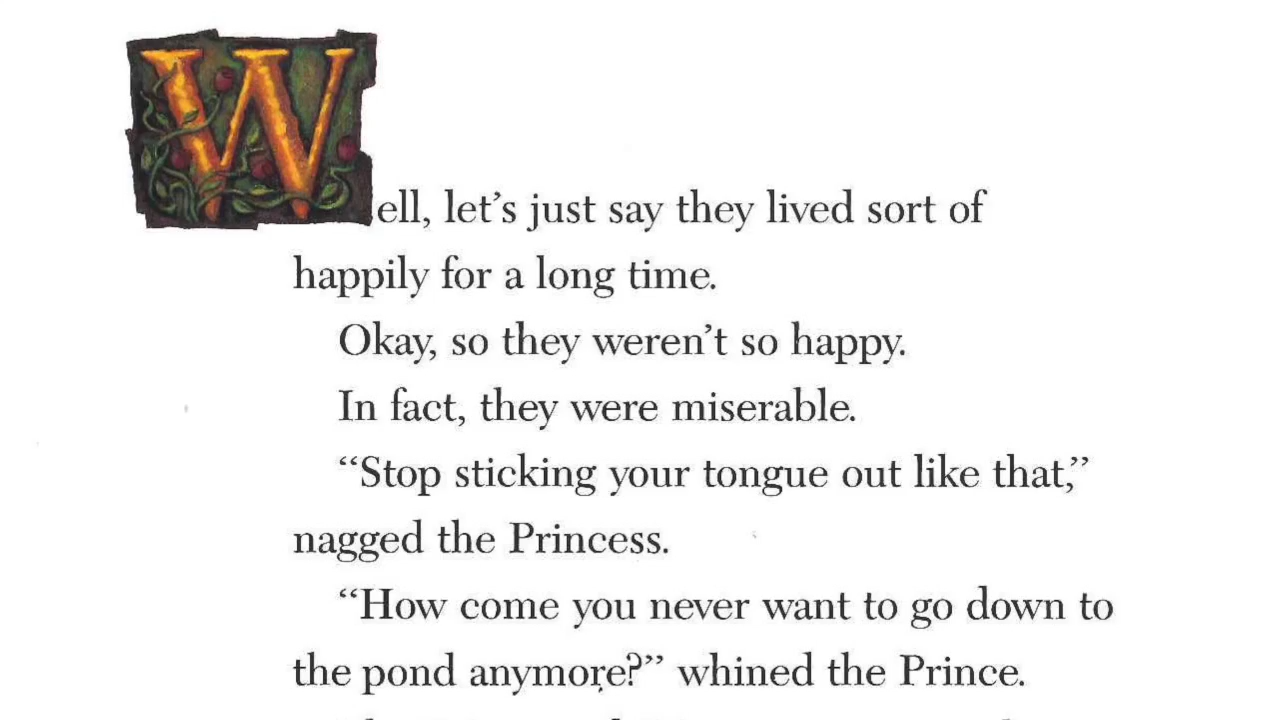 Well, let’s just say they lived sort of
happily for a long time.
Okay, so they weren’t so happy.
In fact, they were miserable.
“Stop sticking your tongue out like that,”
nagged the Princess.
“How come you never want to go down to
the pond anymore?” whined the Prince.